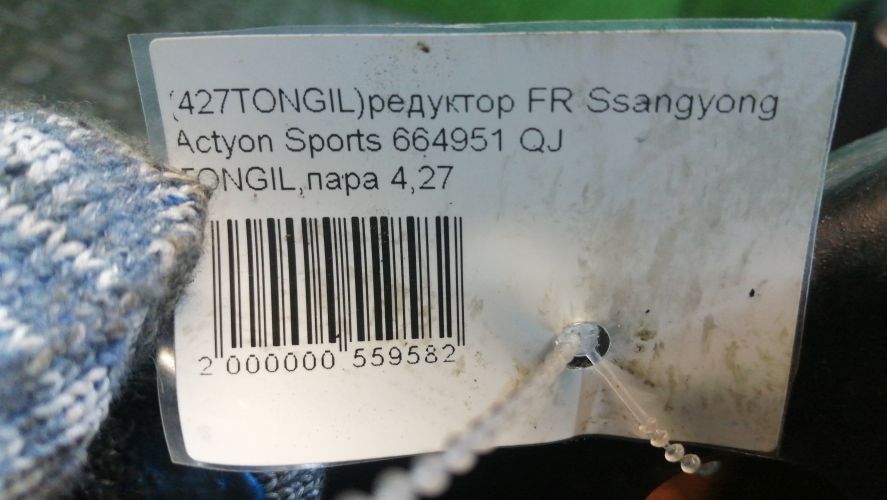 (427TONGIL)редуктор FR Ssangyong
Actyon Sports 664951 QJ
TONGIL,пара 4,27
2 000000 559582